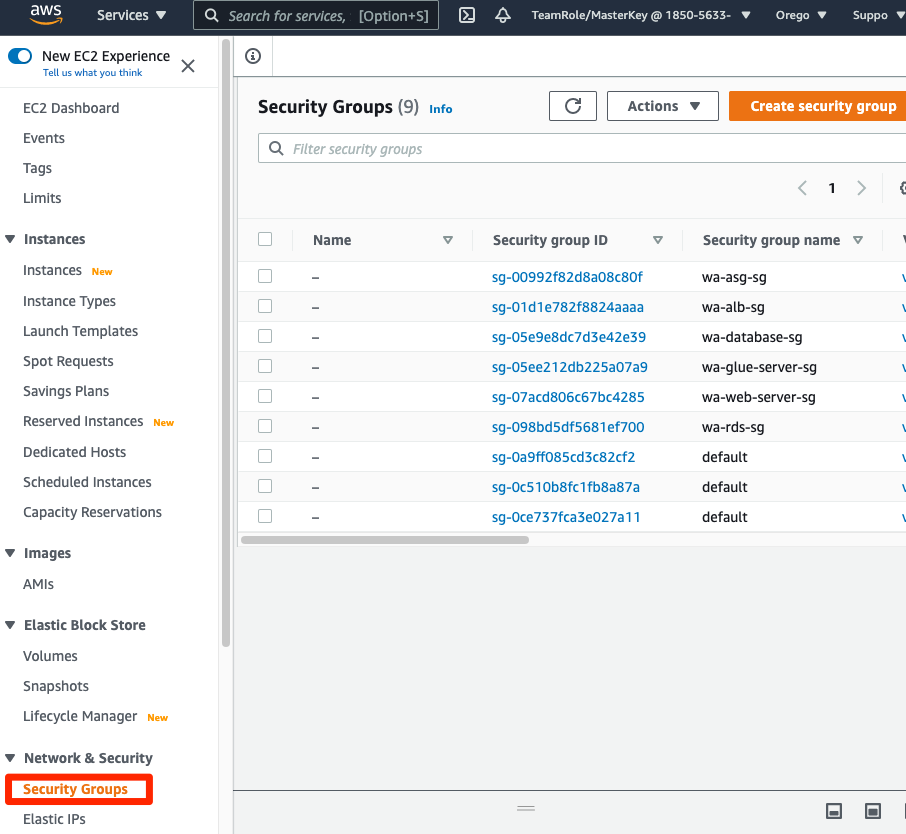 aws Services Search for services, [Option+S] TeamRole/MasterKey @ 1850-5633- Orego Suppo
New EC2 Experience
Tell us what you think
EC2 Dashboard
Events
Tags
Limits
Instances
Instances New
Instance Types
Launch Templates
Spot Requests
Savings Plans
Reserved Instances New
Dedicated Hosts
Scheduled Instances
Capacity Reservations
Images
AMIs
Elastic Block Store
Volumes
Snapshots
Lifecycle Manager New
Network & Security
Security Groups
Elastic IPs
Security Groups (9) Info Actions Create security group
Filter security groups
1
Name Security group ID Security group name
– sg-00992f82d8a08c80f wa-asg-sg
– sg-01d1e782f8824aaaa wa-alb-sg
– sg-05e9e8dc7d3e42e39 wa-database-sg
– sg-05ee212db225a07a9 wa-glue-server-sg
– sg-07acd806c67bc4285 wa-web-server-sg
– sg-098bd5df5681ef700 wa-rds-sg
– sg-0a9ff085cd3c82cf2 default
– sg-0c510b8fc1fb8a87a default
– sg-0ce737fca3e027a11 default